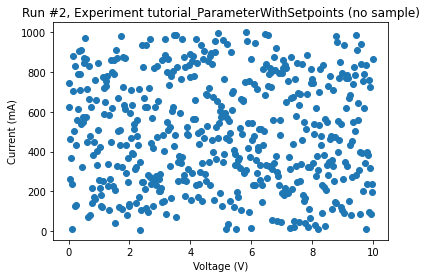 Run #2, Experiment tutorial_ParameterWithSetpoints (no sample)
1000
800
600
400
200
0
Current (mA)
0 2 4 6 8 10
Voltage (V)